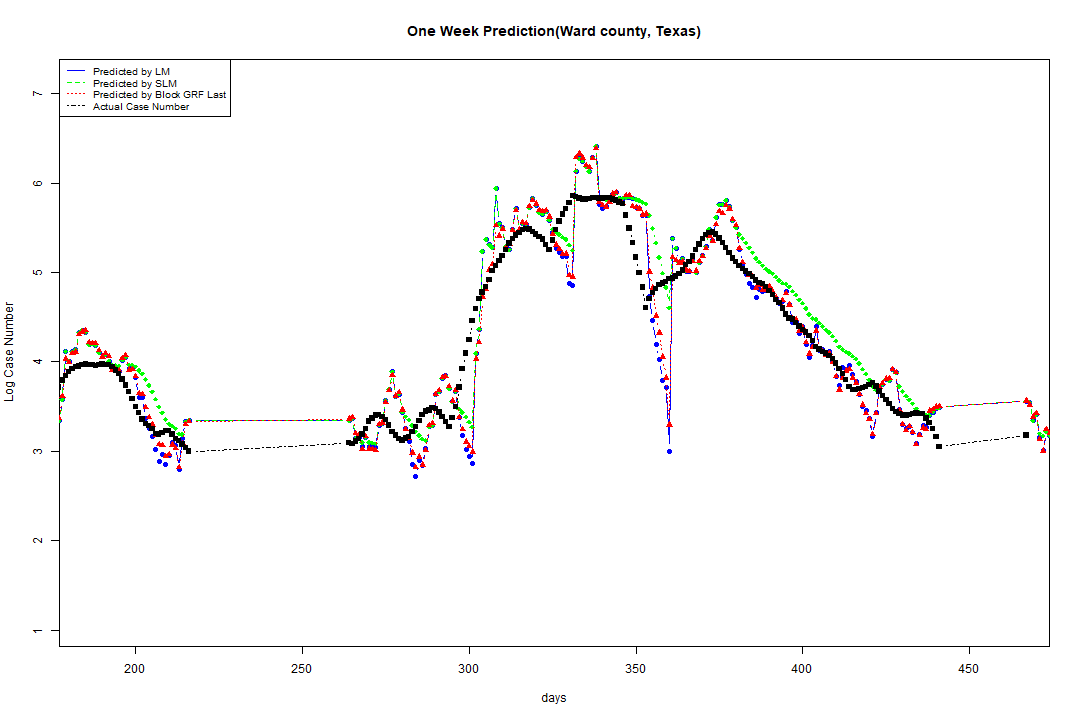 One Week Prediction(Ward county, Texas)
Predicted by LM
Predicted by SLM
Predicted by Block GRF Last
Actual Case Number
7
6
5
4
3
2
1
Log Case Number
200 250 300 350 400 450
days